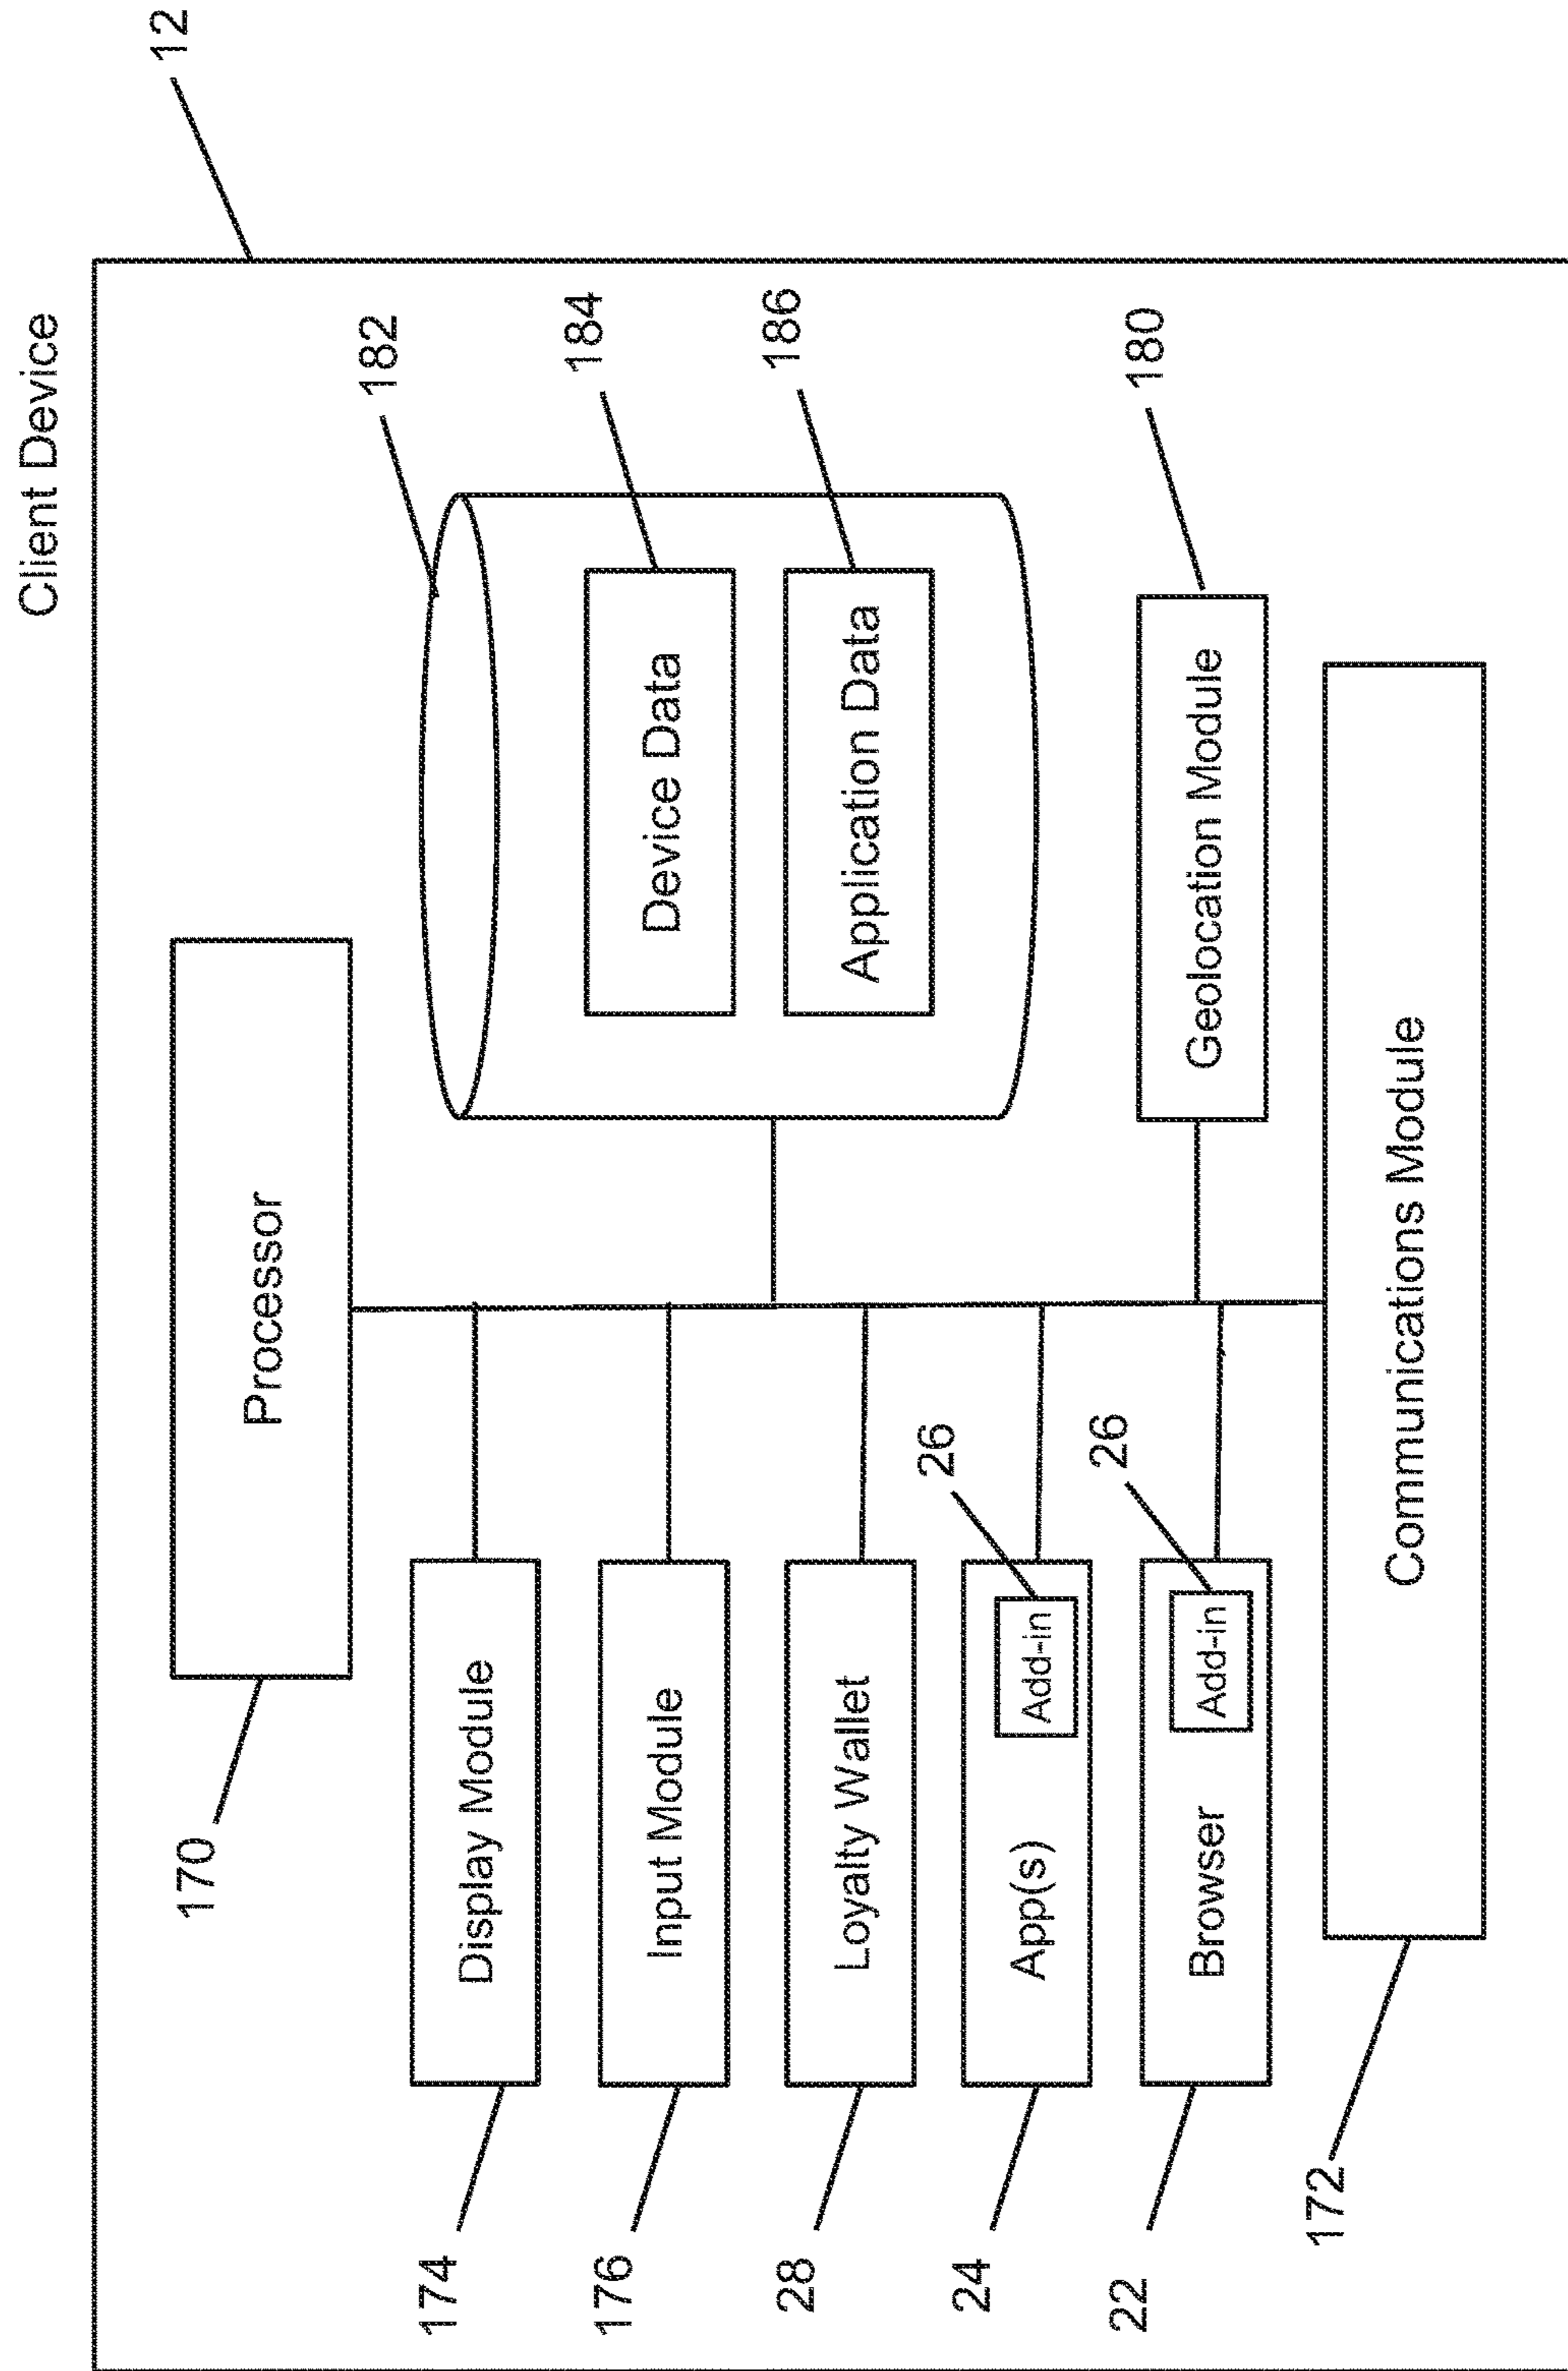 Client Device
12
170
Processor
182
174
Display Module
184
Device Data
176
Input Module
186
Application Data
28
Loyalty Wallet
26
24
App(s)
Add-in
26
180
Geolocation Module
22
Browser
Add-in
172
Communications Module